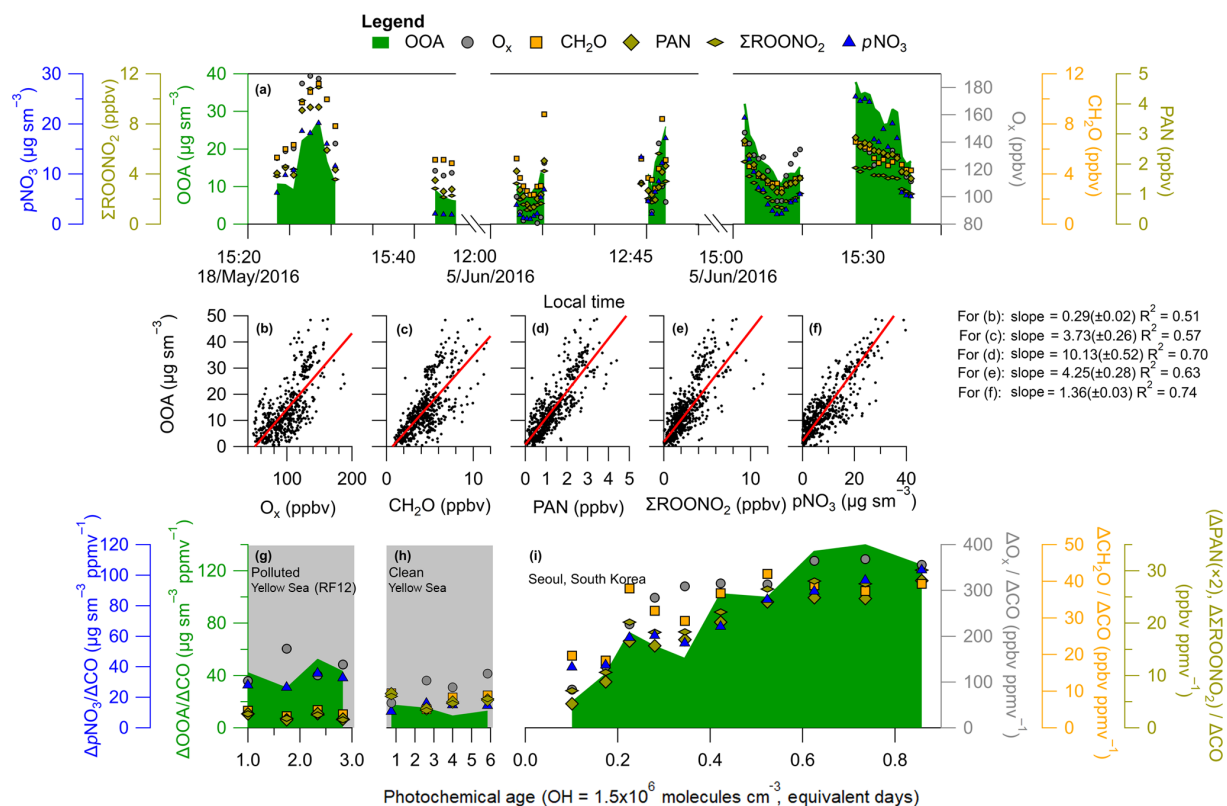 Legend
OOA Oₓ CH₂O PAN ΣROONO₂ pNO₃
pNO₃ (µg sm⁻³)
30
20
10
0
ΣROONO₂ (ppbv)
12
8
4
0
OOA (µg sm⁻³)
40
30
20
10
0
(a)
180
160
140
120
100
80
Oₓ (ppbv)
12
8
4
0
CH₂O (ppbv)
5
4
3
2
1
0
PAN (ppbv)
15:20 15:40 12:00 12:45 15:00 15:30
18/May/2016 5/Jun/2016 5/Jun/2016
Local time
OOA (µg sm⁻³)
50
40
30
20
10
0
(b) (c) (d) (e) (f)
For (b): slope = 0.29(±0.02) R² = 0.51
For (c): slope = 3.73(±0.26) R² = 0.57
For (d): slope = 10.13(±0.52) R² = 0.70
For (e): slope = 4.25(±0.28) R² = 0.63
For (f): slope = 1.36(±0.03) R² = 0.74
100 200 0 10 0 1 2 3 4 5 0 10 0 20 40
Oₓ (ppbv) CH₂O (ppbv) PAN (ppbv) ΣROONO₂ (ppbv) pNO₃ (µg sm⁻³)
ΔpNO₃/ΔCO (µg sm⁻³ ppmv⁻¹)
120
100
80
60
40
20
0
ΔOOA/ΔCO (µg sm⁻³ ppmv⁻¹)
120
80
40
0
(g)
Polluted
Yellow Sea (RF12)
(h)
Clean
Yellow Sea
(i)
Seoul, South Korea
400
300
200
100
0
ΔOₓ / ΔCO (ppbv ppmv⁻¹)
50
40
30
20
10
0
ΔCH₂O / ΔCO (ppbv ppmv⁻¹)
30
20
10
0
(ΔPAN(×2), ΔΣROONO₂) / ΔCO
(ppbv ppmv⁻¹)
1.0 2.0 3.0 1 2 3 4 5 6 0.0 0.2 0.4 0.6 0.8
Photochemical age (OH = 1.5x10⁶ molecules cm⁻³, equivalent days)